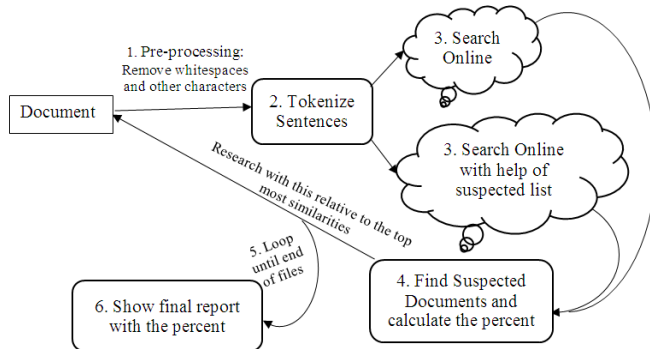 1. Pre-processing:
Remove whitespaces
and other characters
Document
2. Tokenize
Sentences
3. Search
Online
3. Search Online
with help of
suspected list
Research with this relative to the top
most similarities
4. Find Suspected
Documents and
calculate the percent
5. Loop
until end
of files
6. Show final report
with the percent